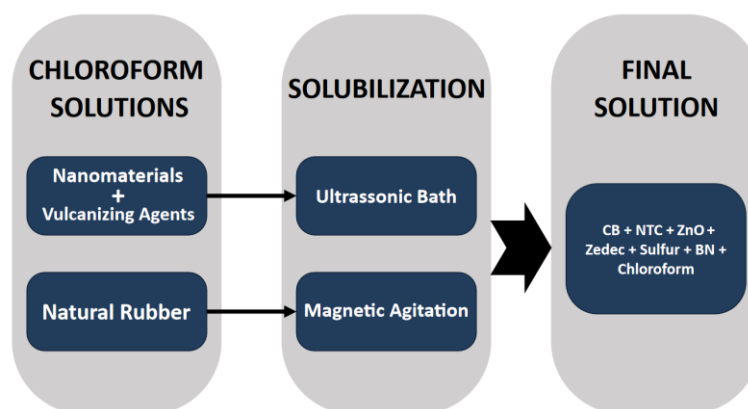 CHLOROFORM
SOLUTIONS
Nanomaterials
+
Vulcanizing Agents
Natural Rubber
SOLUBILIZATION
Ultrassonic Bath
Magnetic Agitation
FINAL
SOLUTION
CB + NTC + ZnO +
Zedec + Sulfur + BN +
Chloroform